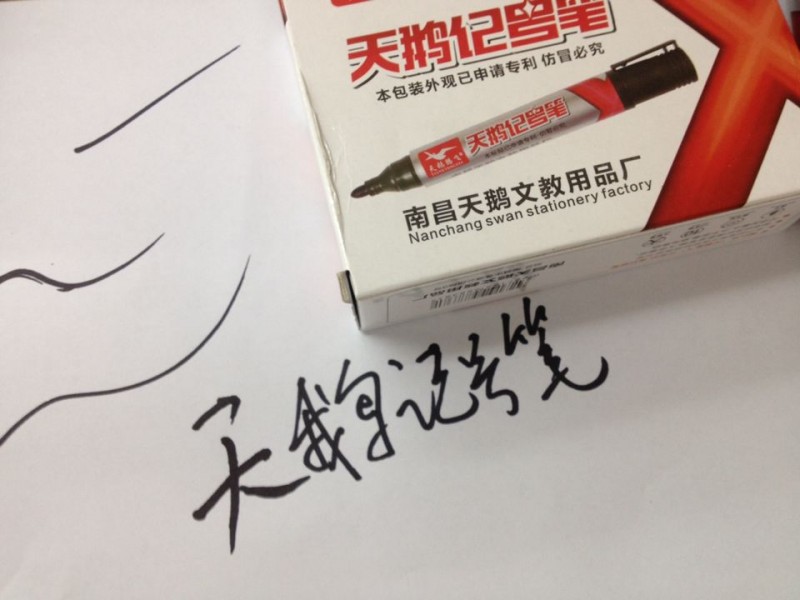 天鹅记号笔
本包装外观已申请专利 仿冒必究
天鹅记号笔
南昌天鹅文教用品厂
Nanchang swan stationery factory
天鹅记号笔